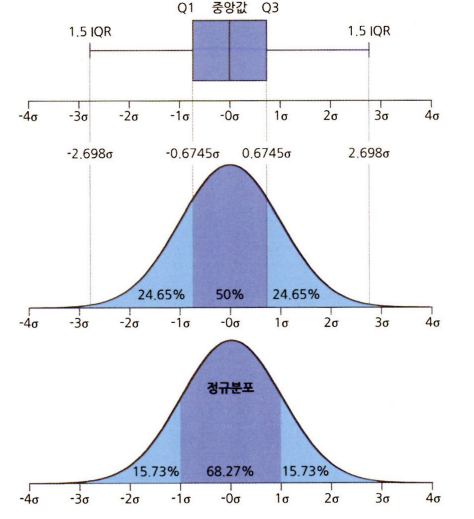 Q1 중앙값 Q3
1.5 IQR 1.5 IQR
-4σ -3σ -2σ -1σ -0σ 1σ 2σ 3σ 4σ
-2.698σ -0.6745σ 0.6745σ 2.698σ
24.65% 50% 24.65%
-4σ -3σ -2σ -1σ -0σ 1σ 2σ 3σ 4σ
정규분포
15.73% 68.27% 15.73%
-4σ -3σ -2σ -1σ -0σ 1σ 2σ 3σ 4σ